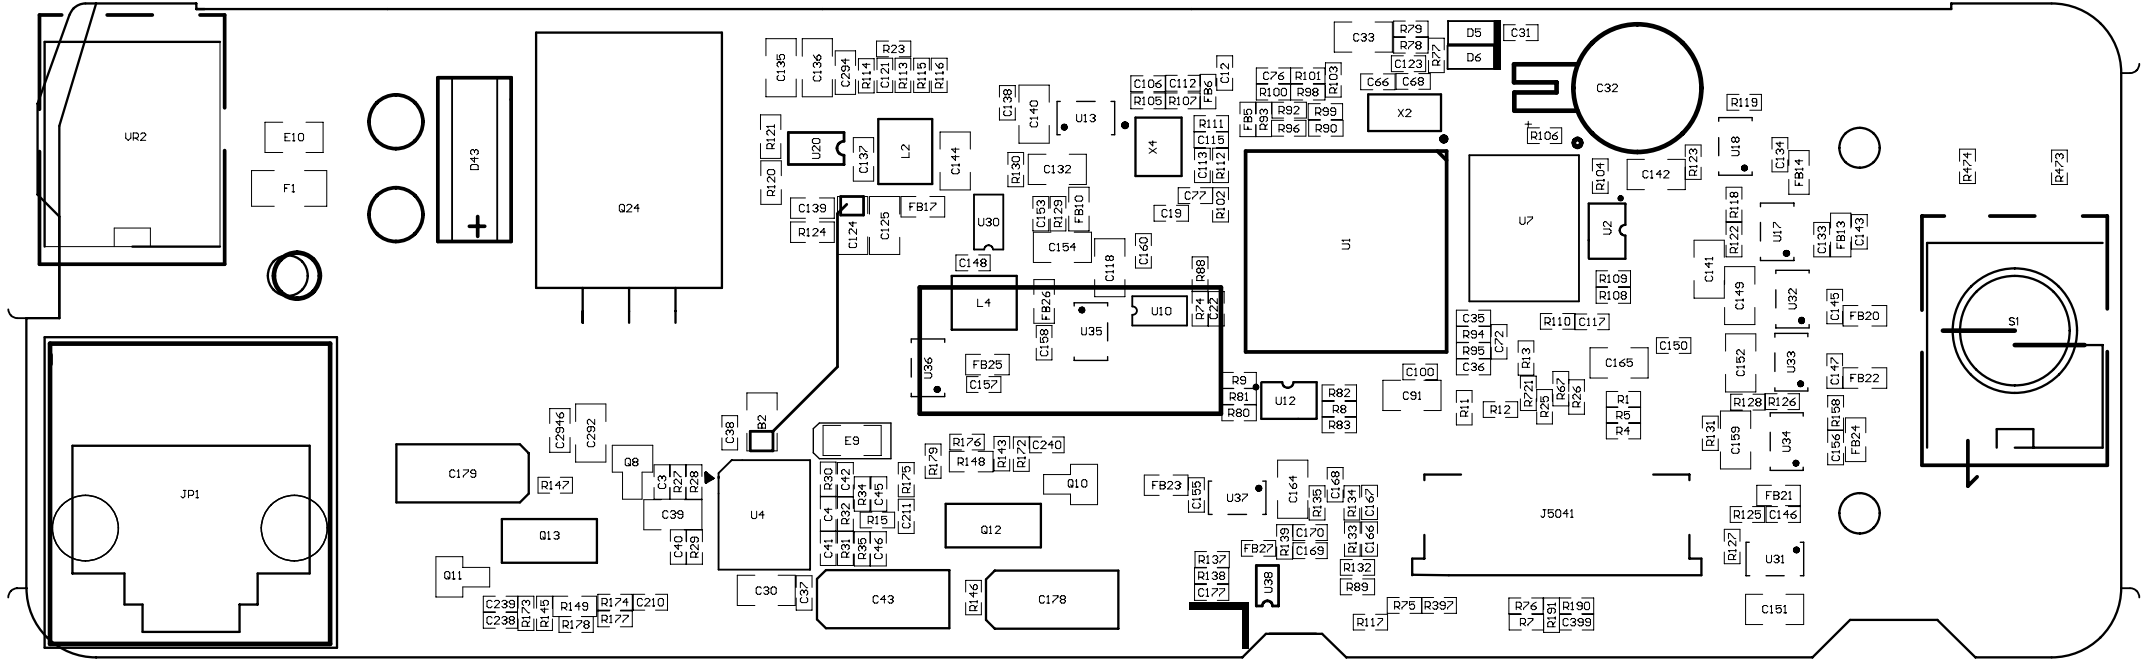 VR2
E10
F1
D43
+
Q24
C135
C136
C294
R23
R114
C121
R113
R115
R116
R121
R120
U20
C137
L2
C144
C139
R124
C124
C125
FB17
C138
C140
U13
R130
C132
U30
C153
R129
FB10
C154
C148
C118
C160
C106
C112
R105
R107
FB6
C12
X4
R111
C115
C113
R112
C77
R102
C19
FB5
R93
C76
R101
R100
R98
R103
R92
R99
R96
R90
C33
R79
R78
R77
C123
C66
C68
D5
D6
C31
X2
C32
+
R106
U1
U7
R104
U2
C142
R123
R119
U18
C134
FB14
R118
R122
U17
C133
FB13
C143
R474
R473
R109
R108
C141
C149
U32
C145
FB20
S1
L4
FB26
C158
U35
U10
R88
R74
C22
U36
FB25
C157
C35
R94
R95
C36
C72
R110
C117
R13
C165
C150
C152
U33
C147
FB22
R9
R81
R80
U12
R82
R8
R83
C100
C91
R11
R12
R721
R25
R67
R26
R1
R5
R4
R128
R126
R131
C159
U34
R158
C156
FB24
JP1
C179
C2946
C292
R147
Q8
C3
R27
R28
C38
B2
E9
C39
C40
R29
U4
R30
C42
R34
C45
R175
C4
R32
R15
C211
C41
R31
R35
C46
R179
R176
R148
R143
R172
C240
Q10
Q12
Q13
Q11
C239
C238
R173
R145
R149
R178
R174
R177
C210
C30
C37
C43
R146
C178
FB23
C155
U37
C164
R135
C168
R134
C167
R139
C170
C169
FB27
R133
C166
R137
R138
C177
U38
R132
R89
R117
R75
R397
J5041
R76
R7
R191
R190
C399
FB21
R125
C146
R127
U31
C151